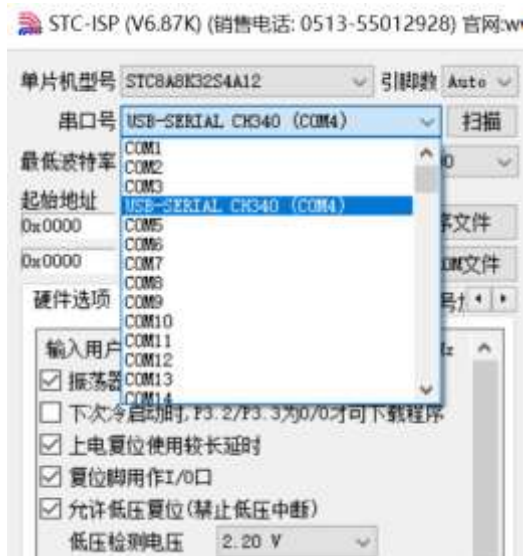 STC-ISP (V6.87K) (销售电话: 0513-55012928) 官网:w
单片机型号 STC8A8K32S4A12 引脚数 Auto
串口号 USB-SERIAL CH340 (COM4) 扫描
最低波特率
COM1
COM2
COM3
USB-SERIAL CH340 (COM4)
COM5
COM6
COM7
COM8
COM9
COM10
COM11
COM12
COM13
COM14
起始地址
0x0000 文件
0x0000 文件
硬件选项
输入用户
振荡器
下次冷启动时, P3.2/P3.3为0/0才可下载程序
上电复位使用较长延时
复位脚用作I/O口
允许低压复位(禁止低压中断)
低压检测电压 2.20 V